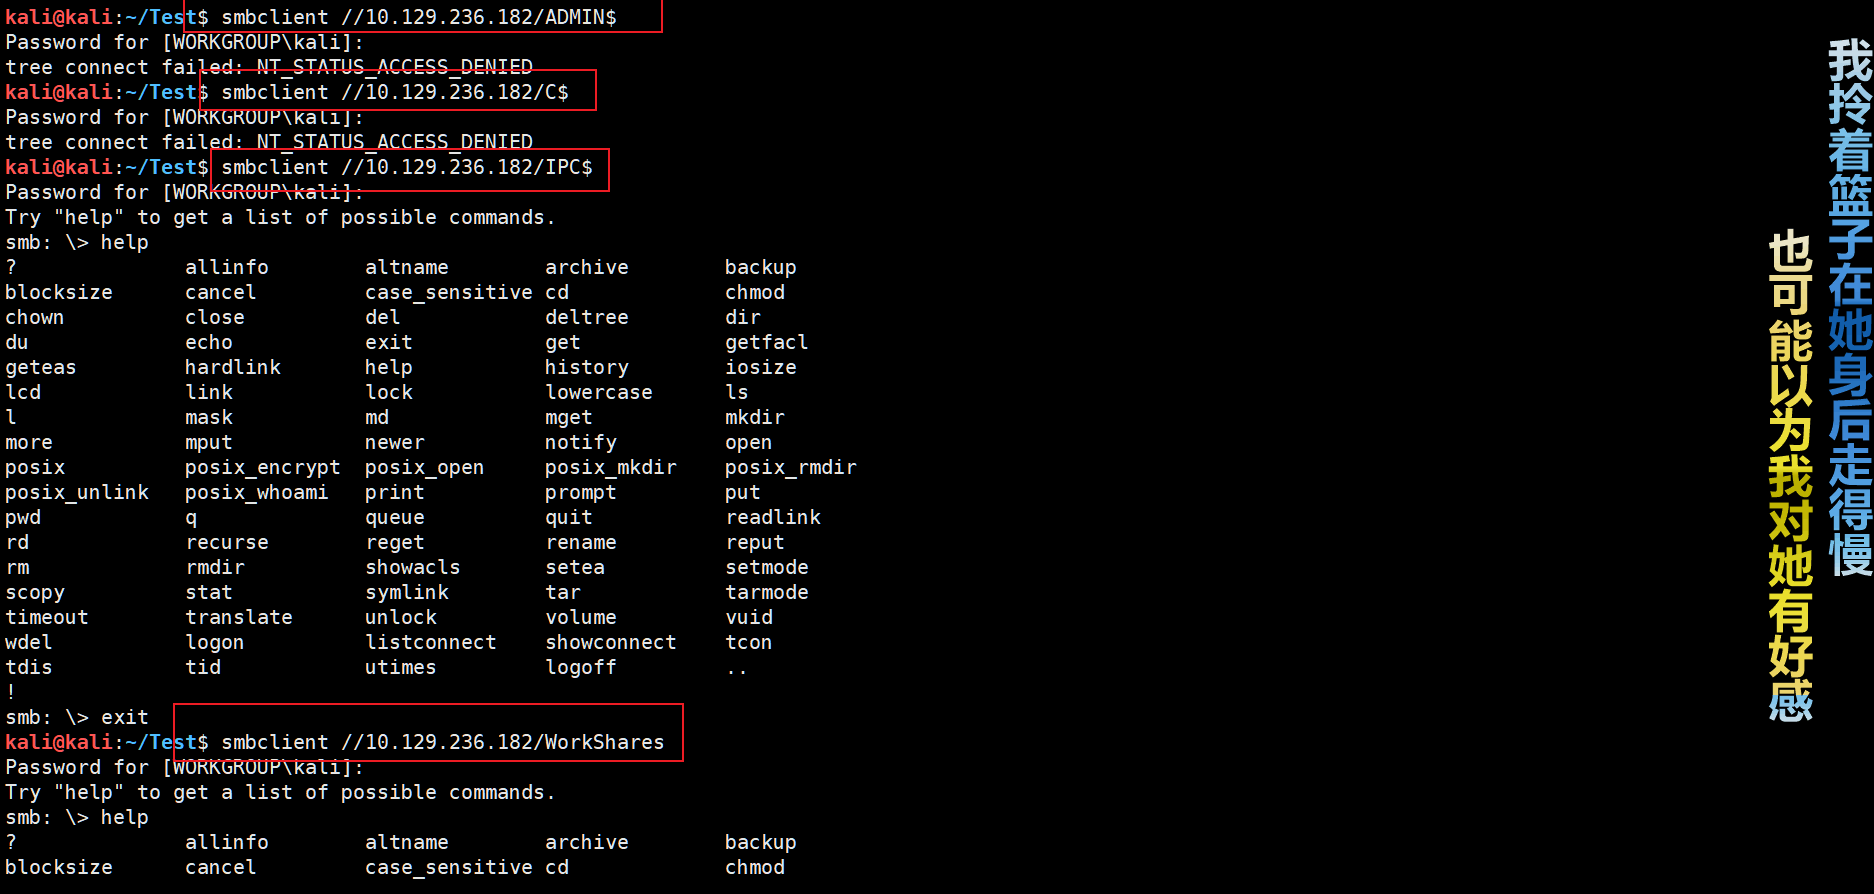 kali@kali:~/Test$ smbclient //10.129.236.182/ADMIN$
Password for [WORKGROUP\kali]:
tree connect failed: NT_STATUS_ACCESS_DENIED
kali@kali:~/Test$ smbclient //10.129.236.182/C$
Password for [WORKGROUP\kali]:
tree connect failed: NT_STATUS_ACCESS_DENIED
kali@kali:~/Test$ smbclient //10.129.236.182/IPC$
Password for [WORKGROUP\kali]:
Try "help" to get a list of possible commands.
smb: \> help
? allinfo altname archive backup
blocksize cancel case_sensitive cd chmod
chown close del deltree dir
du echo exit get getfacl
geteas hardlink help history iosize
lcd link lock lowercase ls
l mask md mget mkdir
more mput newer notify open
posix posix_encrypt posix_open posix_mkdir posix_rmdir
posix_unlink posix_whoami print prompt put
pwd q queue quit readlink
rd recurse reget rename reput
rm rmdir showacls setea setmode
scopy stat symlink tar tarmode
timeout translate unlock volume vuid
wdel logon listconnect showconnect tcon
tdis tid utimes logoff ..
!
smb: \> exit
kali@kali:~/Test$ smbclient //10.129.236.182/WorkShares
Password for [WORKGROUP\kali]:
Try "help" to get a list of possible commands.
smb: \> help
? allinfo altname archive backup
blocksize cancel case_sensitive cd chmod
我拎着篮子在她身后走得慢
也可能以为我对她有好感